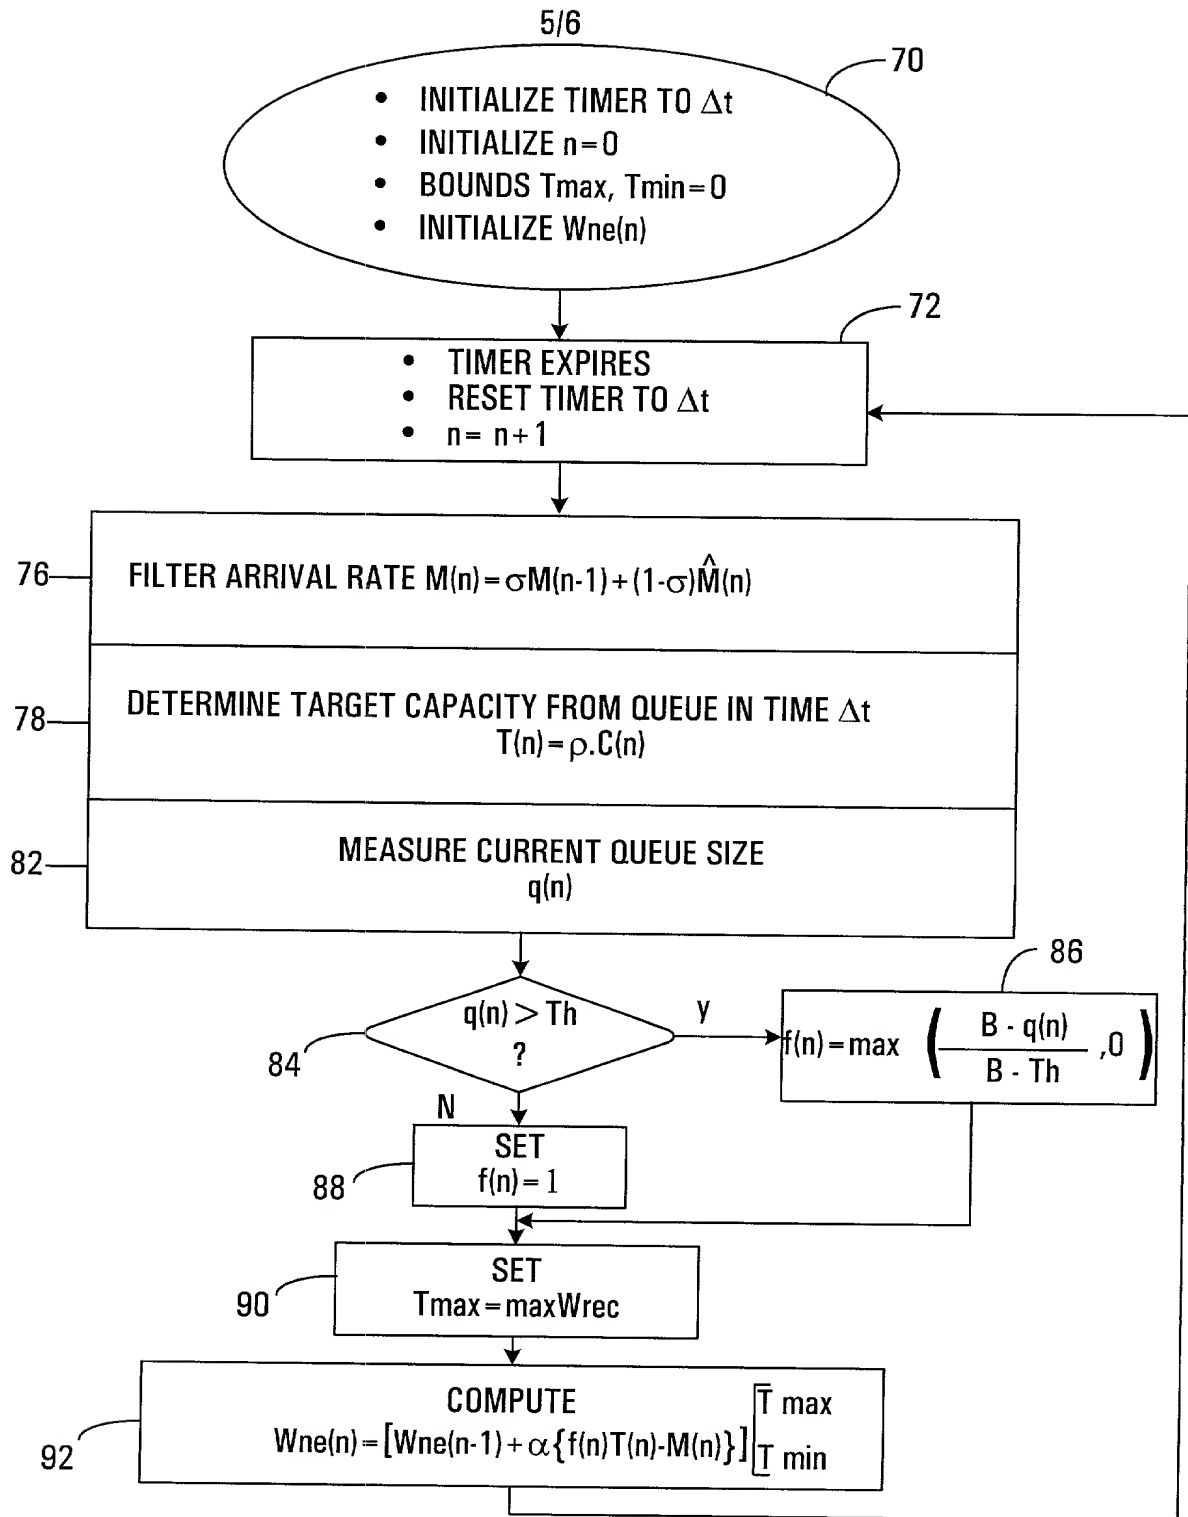 5/6
70
• INITIALIZE TIMER TO Δt
• INITIALIZE n=0
• BOUNDS Tmax, Tmin=0
• INITIALIZE Wne(n)
72
• TIMER EXPIRES
• RESET TIMER TO Δt
• n= n+1
76
FILTER ARRIVAL RATE M(n)=σM(n-1)+(1-σ)M̂(n)
78
DETERMINE TARGET CAPACITY FROM QUEUE IN TIME Δt
T(n)=ρ.C(n)
82
MEASURE CURRENT QUEUE SIZE
q(n)
84
q(n) > Th
?
y
86
f(n)=max ( B - q(n) / B - Th ,0 )
N
88
SET
f(n)=1
90
SET
Tmax=maxWrec
92
COMPUTE
Wne(n)=[Wne(n-1)+α{f(n)T(n)-M(n)}] T max T min